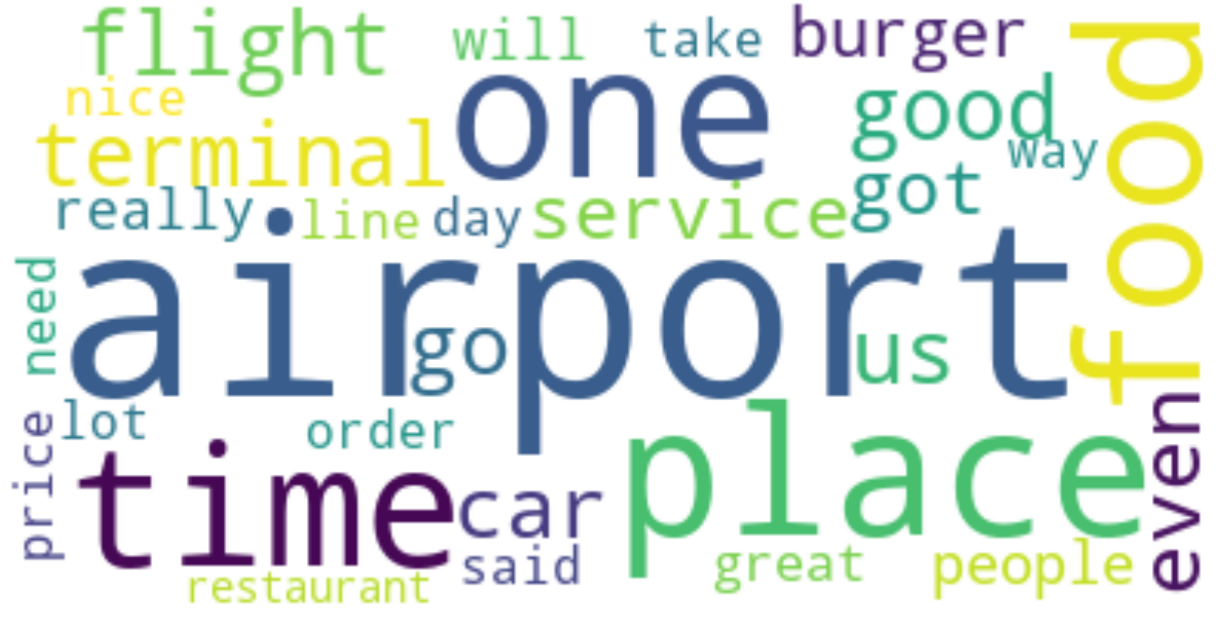 flight will take burger
nice one good food
terminal way
really line day service got
need airport
go us
price lot order even
time car place
said great people
restaurant